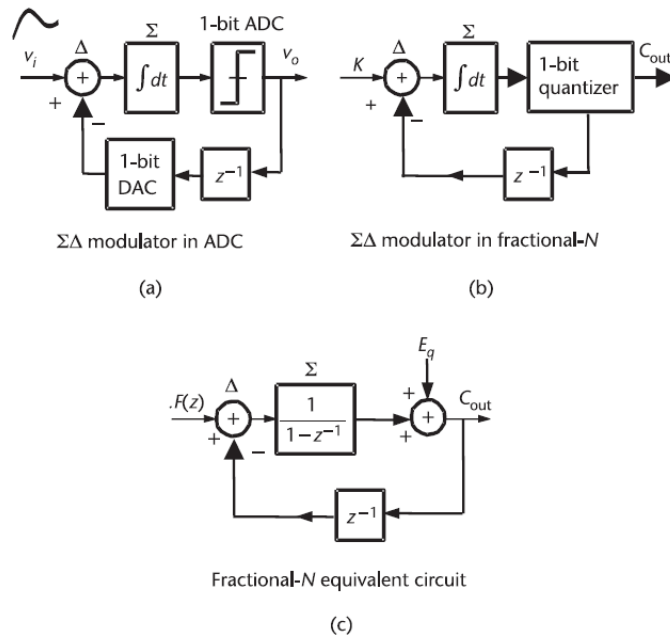 Σ
1-bit ADC
v_i
Δ
+
+
−
∫dt
v_o
1-bit
DAC
z⁻¹
ΣΔ modulator in ADC
(a)
Σ
Δ
K
+
+
−
∫dt
1-bit
quantizer
C_out
z⁻¹
ΣΔ modulator in fractional-N
(b)
E_q
Σ
Δ
.F(z)
+
+
−
1
1−z⁻¹
+
+
+
C_out
z⁻¹
Fractional-N equivalent circuit
(c)